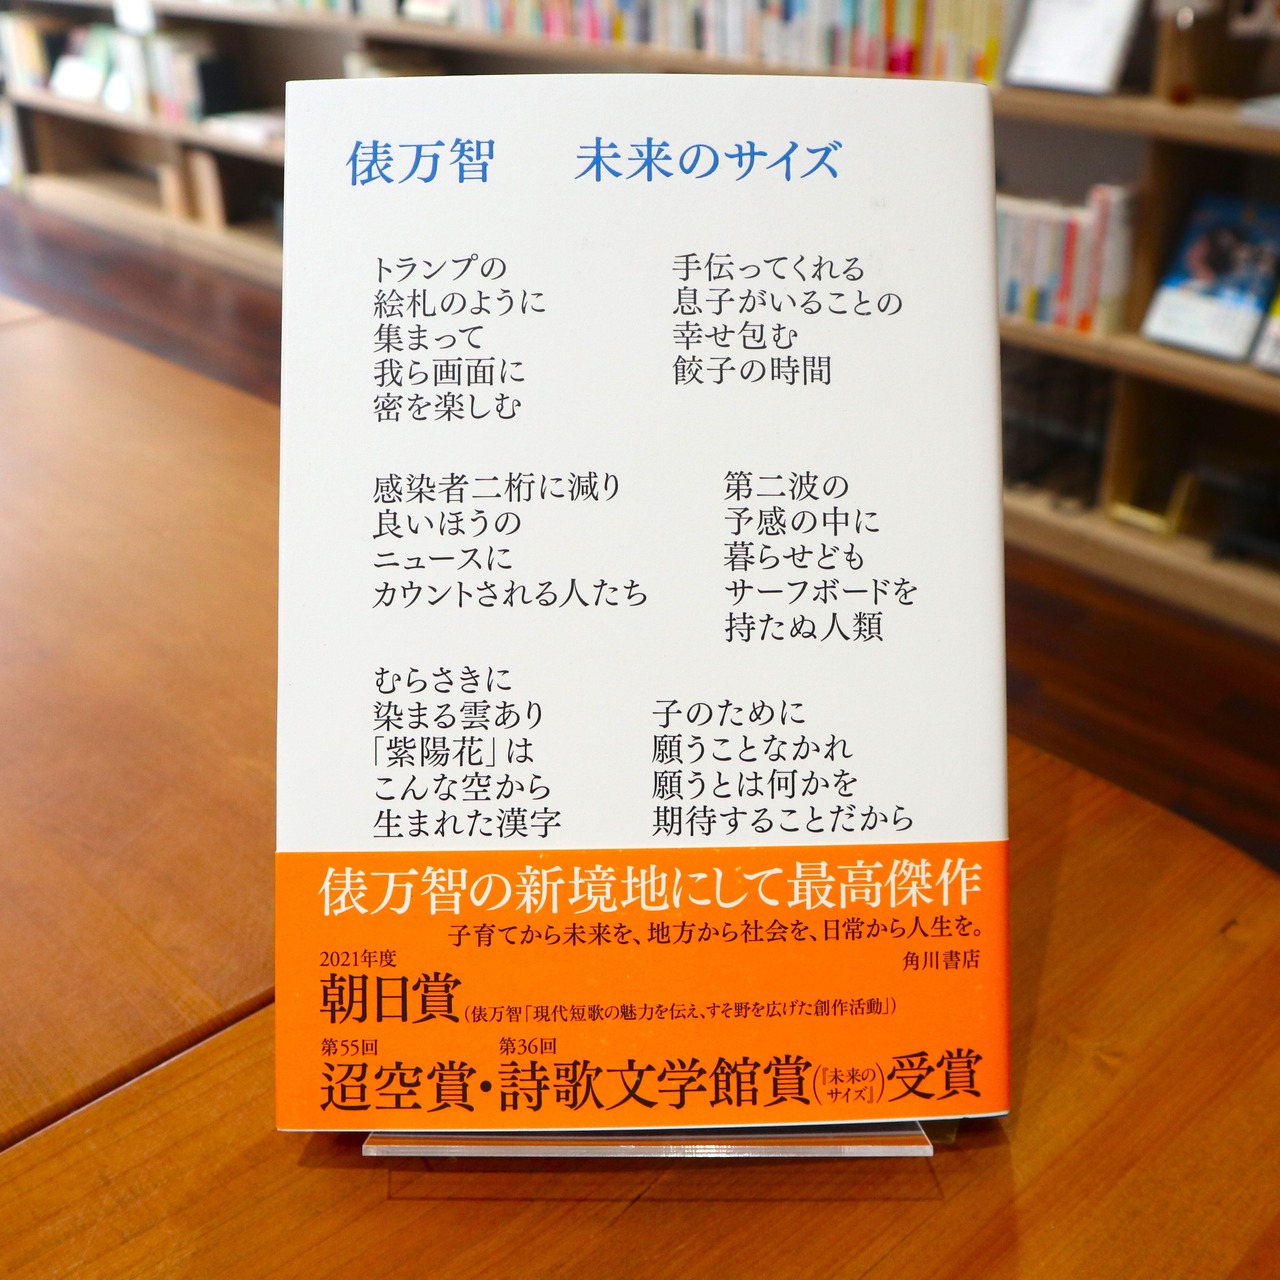 俵万智　未来のサイズ
トランプの
絵札のように
集まって
我ら画面に
密を楽しむ
手伝ってくれる
息子がいることの
幸せ包む
餃子の時間
感染者二桁に減り
良いほうの
ニュースに
カウントされる人たち
第二波の
予感の中に
暮らせども
サーフボードを
持たぬ人類
むらさきに
染まる雲あり
「紫陽花」は
こんな空から
生まれた漢字
子のために
願うことなかれ
願うとは何かを
期待することだから
俵万智の新境地にして最高傑作
子育てから未来を、地方から社会を、日常から人生を。
角川書店
2021年度
朝日賞(俵万智「現代短歌の魅力を伝え、すそ野を広げた創作活動」)
第55回 第36回
迢空賞・詩歌文学館賞(『未来のサイズ』)受賞